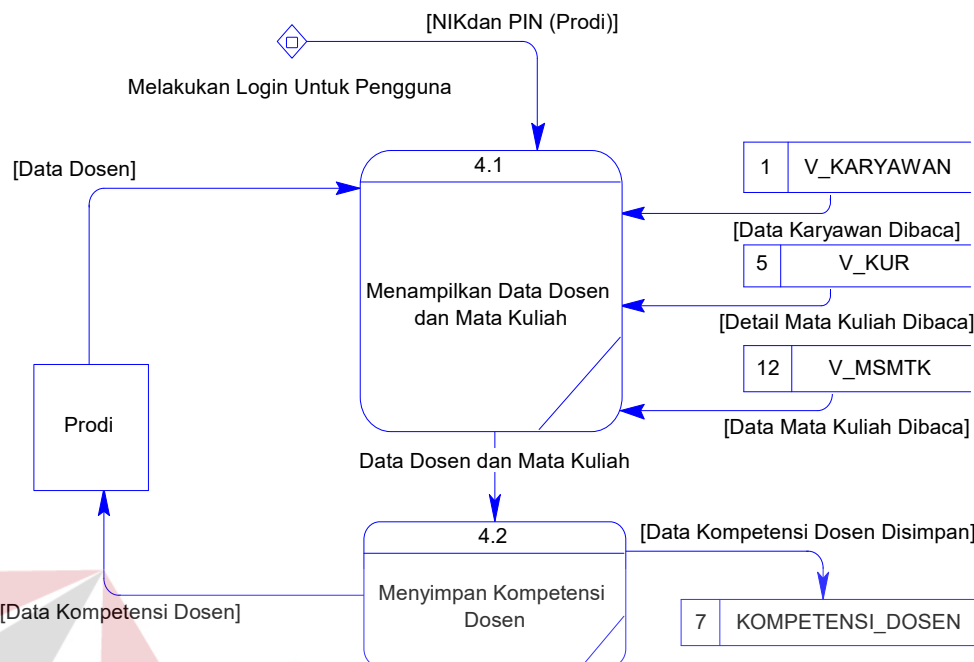 [NIKdan PIN (Prodi)]
Melakukan Login Untuk Pengguna
[Data Dosen]
4.1
Menampilkan Data Dosen
dan Mata Kuliah
1 V_KARYAWAN
[Data Karyawan Dibaca]
5 V_KUR
[Detail Mata Kuliah Dibaca]
12 V_MSMTK
[Data Mata Kuliah Dibaca]
Prodi
Data Dosen dan Mata Kuliah
4.2
Menyimpan Kompetensi
Dosen
[Data Kompetensi Dosen Disimpan]
7 KOMPETENSI_DOSEN
[Data Kompetensi Dosen]